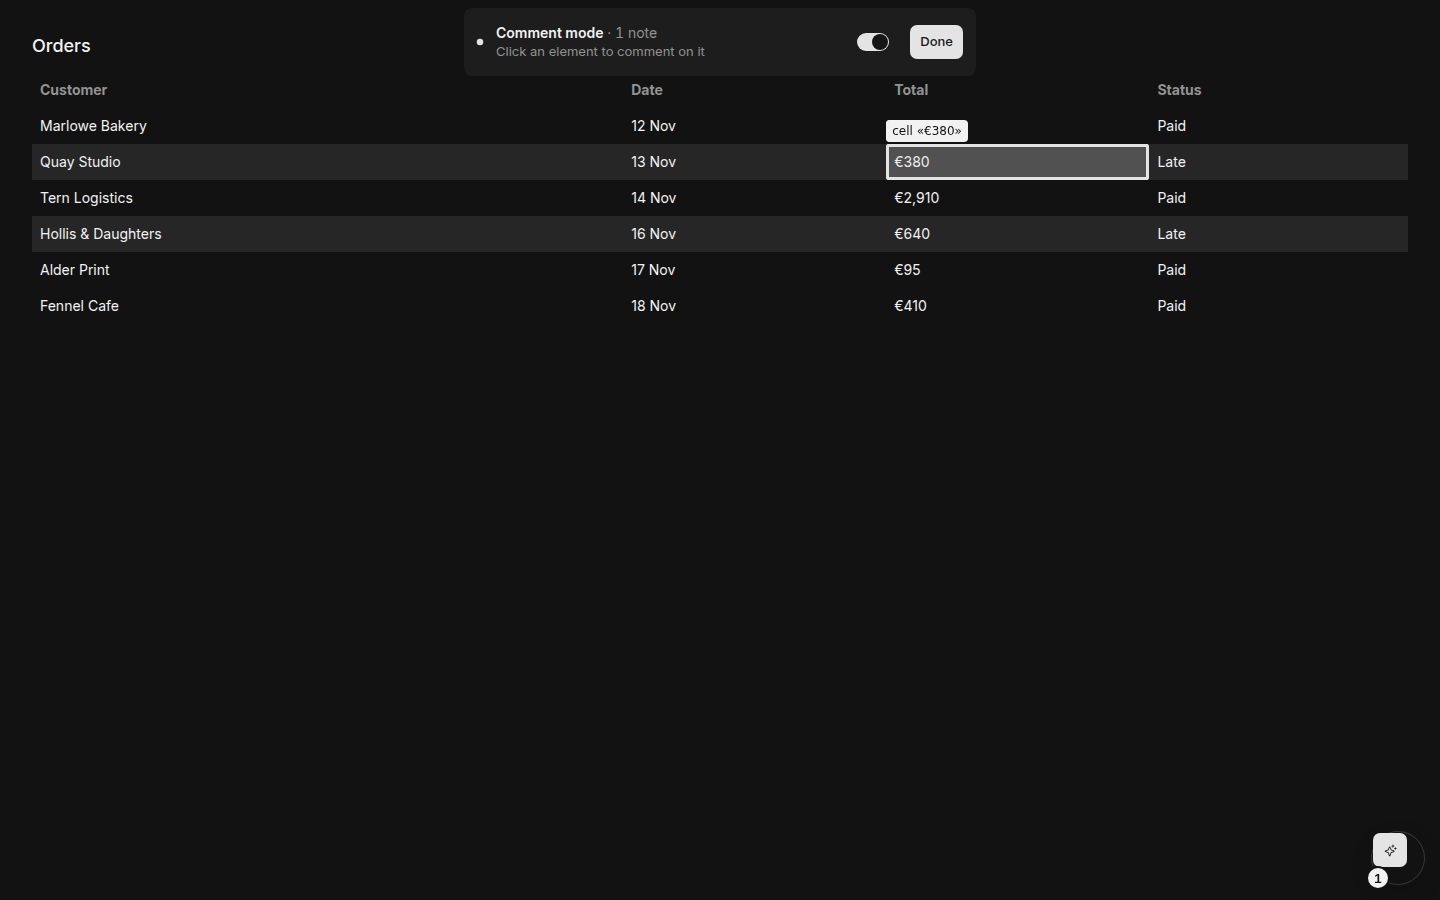 Orders
Comment mode · 1 note
Click an element to comment on it
Done
Customer Date Total Status
Marlowe Bakery 12 Nov Paid
cell «€380»
Quay Studio 13 Nov €380 Late
Tern Logistics 14 Nov €2,910 Paid
Hollis & Daughters 16 Nov €640 Late
Alder Print 17 Nov €95 Paid
Fennel Cafe 18 Nov €410 Paid
1